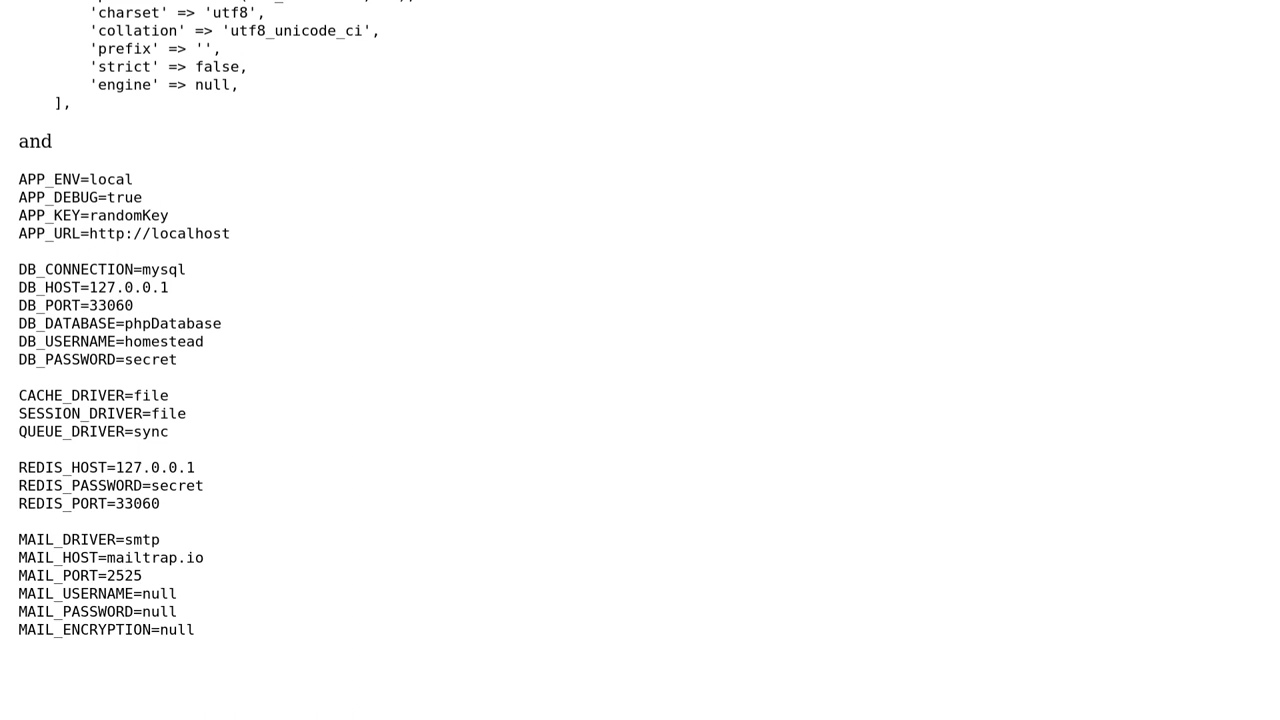 'charset' => 'utf8',
'collation' => 'utf8_unicode_ci',
'prefix' => '',
'strict' => false,
'engine' => null,
],
and
APP_ENV=local
APP_DEBUG=true
APP_KEY=randomKey
APP_URL=http://localhost
DB_CONNECTION=mysql
DB_HOST=127.0.0.1
DB_PORT=33060
DB_DATABASE=phpDatabase
DB_USERNAME=homestead
DB_PASSWORD=secret
CACHE_DRIVER=file
SESSION_DRIVER=file
QUEUE_DRIVER=sync
REDIS_HOST=127.0.0.1
REDIS_PASSWORD=secret
REDIS_PORT=33060
MAIL_DRIVER=smtp
MAIL_HOST=mailtrap.io
MAIL_PORT=2525
MAIL_USERNAME=null
MAIL_PASSWORD=null
MAIL_ENCRYPTION=null